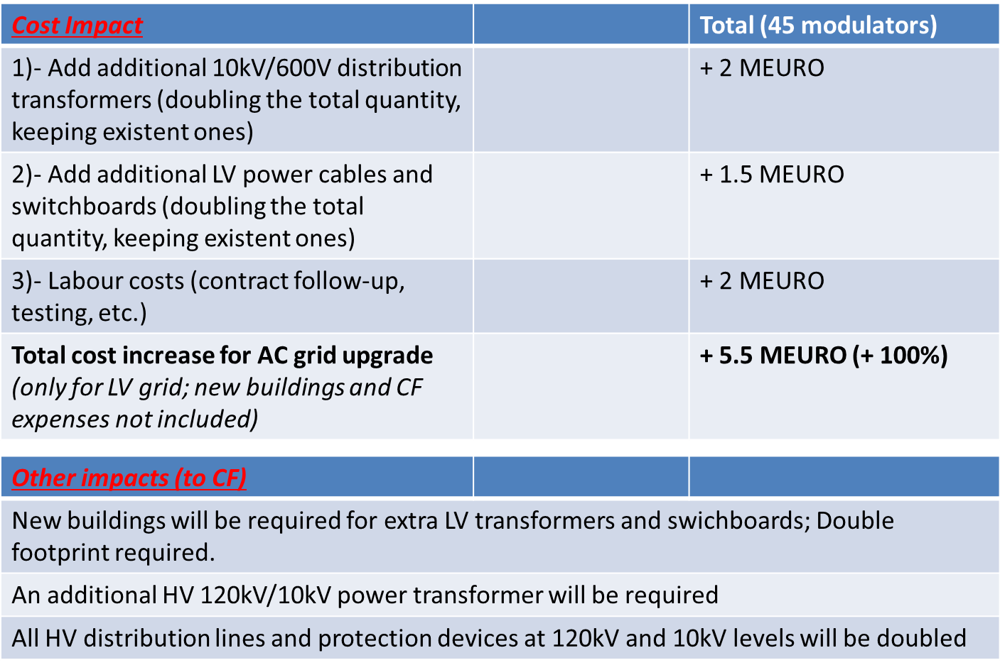 Cost Impact
Total (45 modulators)
1)- Add additional 10kV/600V distribution
transformers (doubling the total quantity,
keeping existent ones)
+ 2 MEURO
2)- Add additional LV power cables and
switchboards (doubling the total
quantity, keeping existent ones)
+ 1.5 MEURO
3)- Labour costs (contract follow-up,
testing, etc.)
+ 2 MEURO
Total cost increase for AC grid upgrade
(only for LV grid; new buildings and CF
expenses not included)
+ 5.5 MEURO (+ 100%)
Other impacts (to CF)
New buildings will be required for extra LV transformers and swichboards; Double
footprint required.
An additional HV 120kV/10kV power transformer will be required
All HV distribution lines and protection devices at 120kV and 10kV levels will be doubled